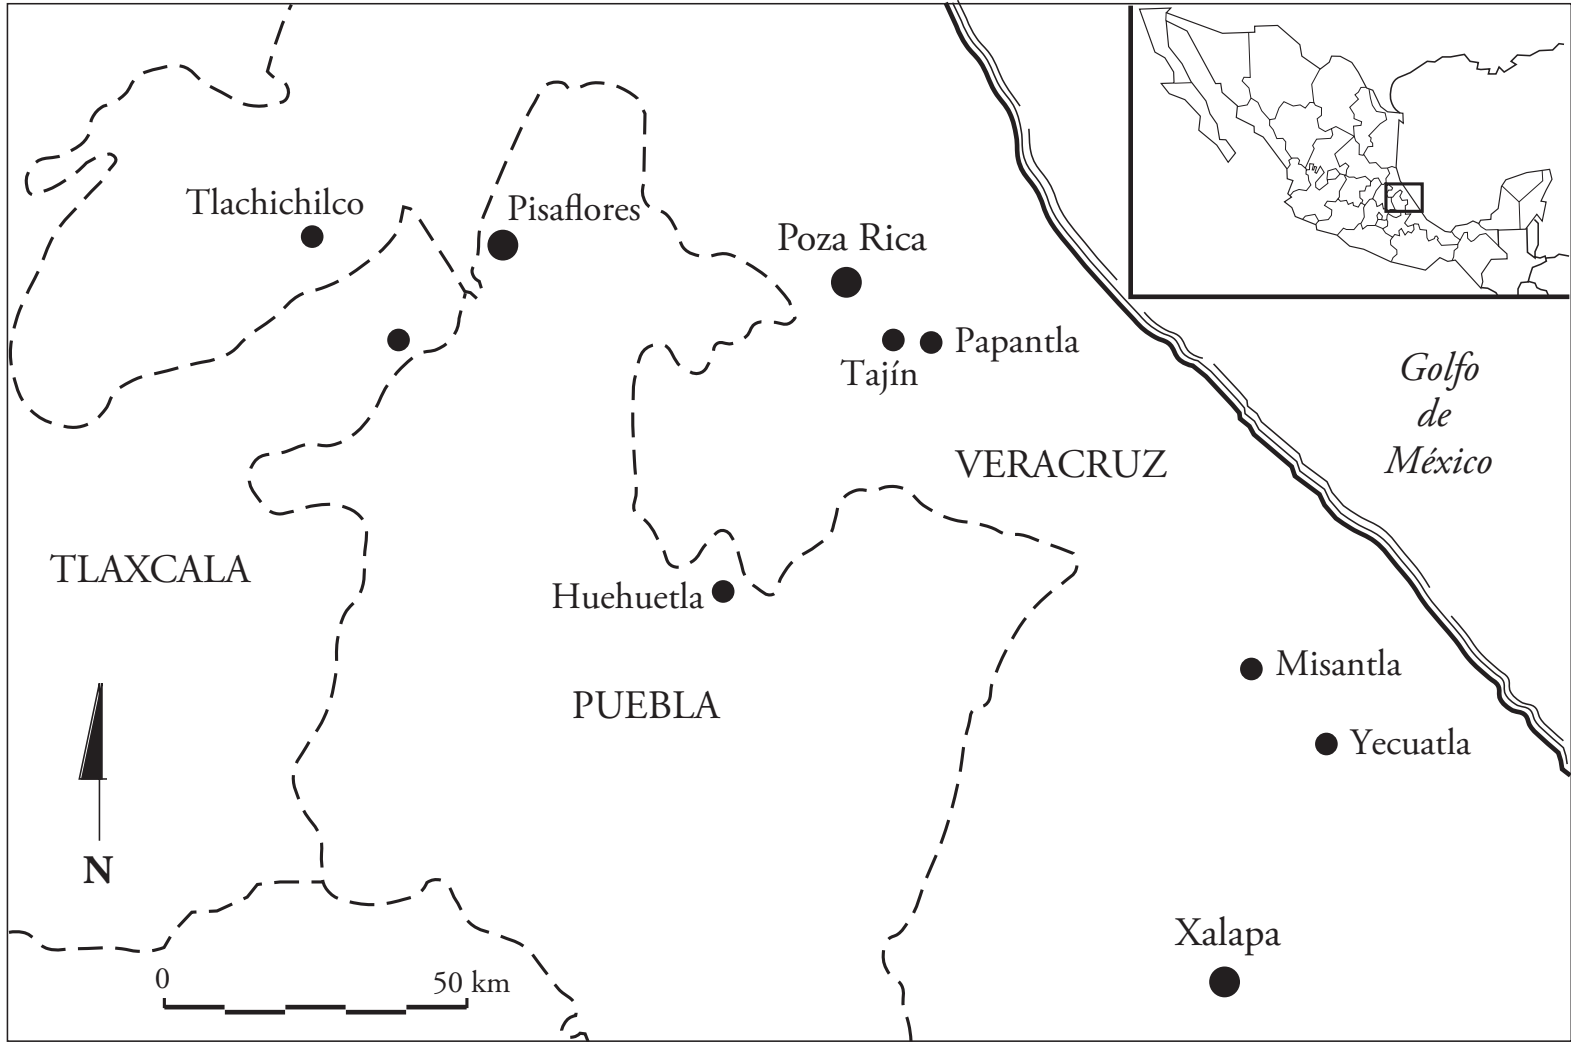 Tlachichilco
Pisaflores
Poza Rica
Papantla
Tajín
Golfo
de
México
VERACRUZ
TLAXCALA
Huehuetla
Misantla
PUEBLA
Yecuatla
N
Xalapa
0
50 km